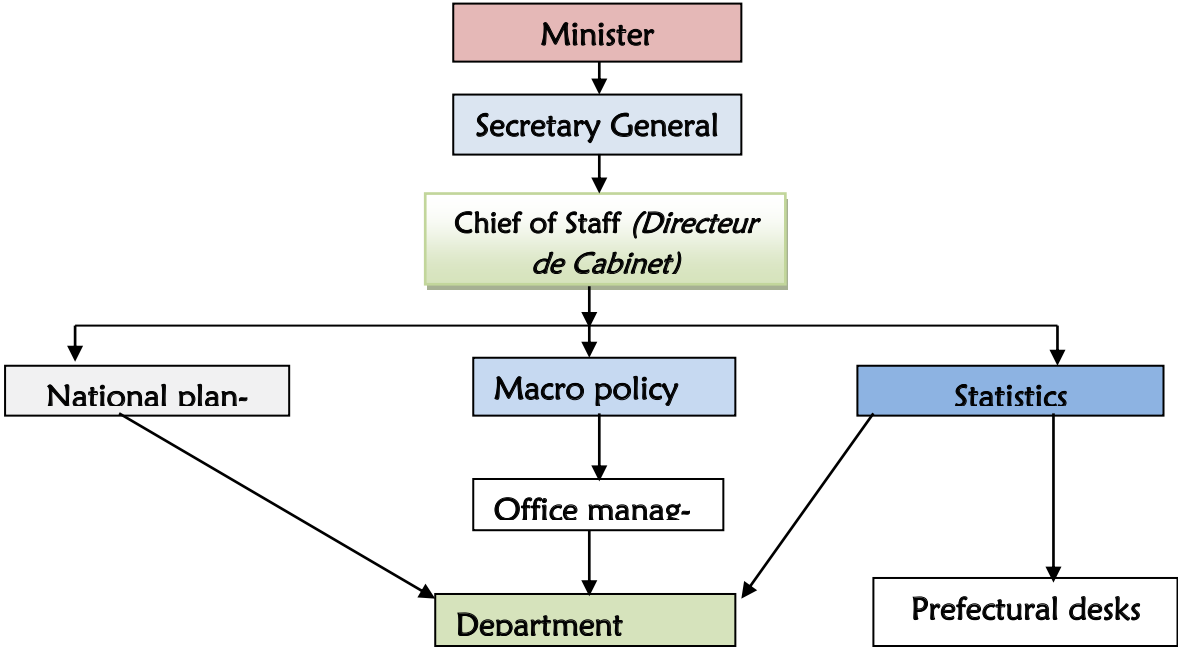 Minister
Secretary General
Chief of Staff (Directeur
de Cabinet)
National plan-
Macro policy
Statistics
Office manag-
Department
Prefectural desks